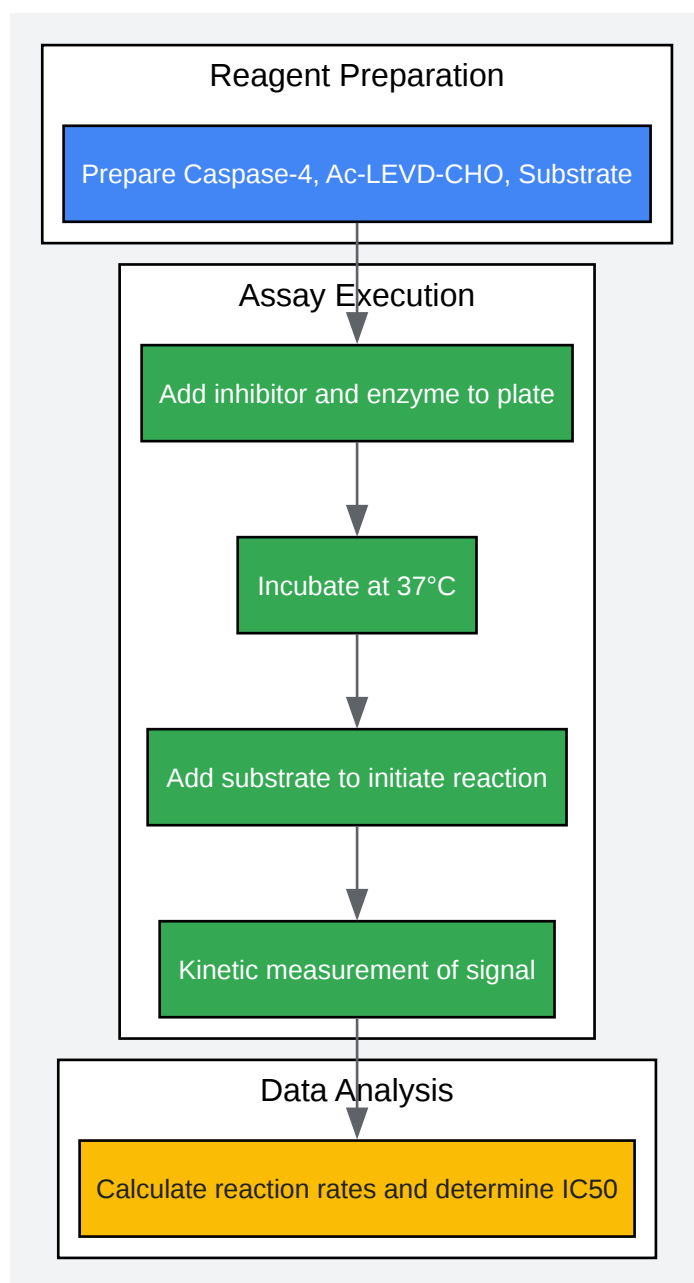 Reagent Preparation
Prepare Caspase-4, Ac-LEVD-CHO, Substrate
Assay Execution
Add inhibitor and enzyme to plate
Incubate at 37°C
Add substrate to initiate reaction
Kinetic measurement of signal
Data Analysis
Calculate reaction rates and determine IC50